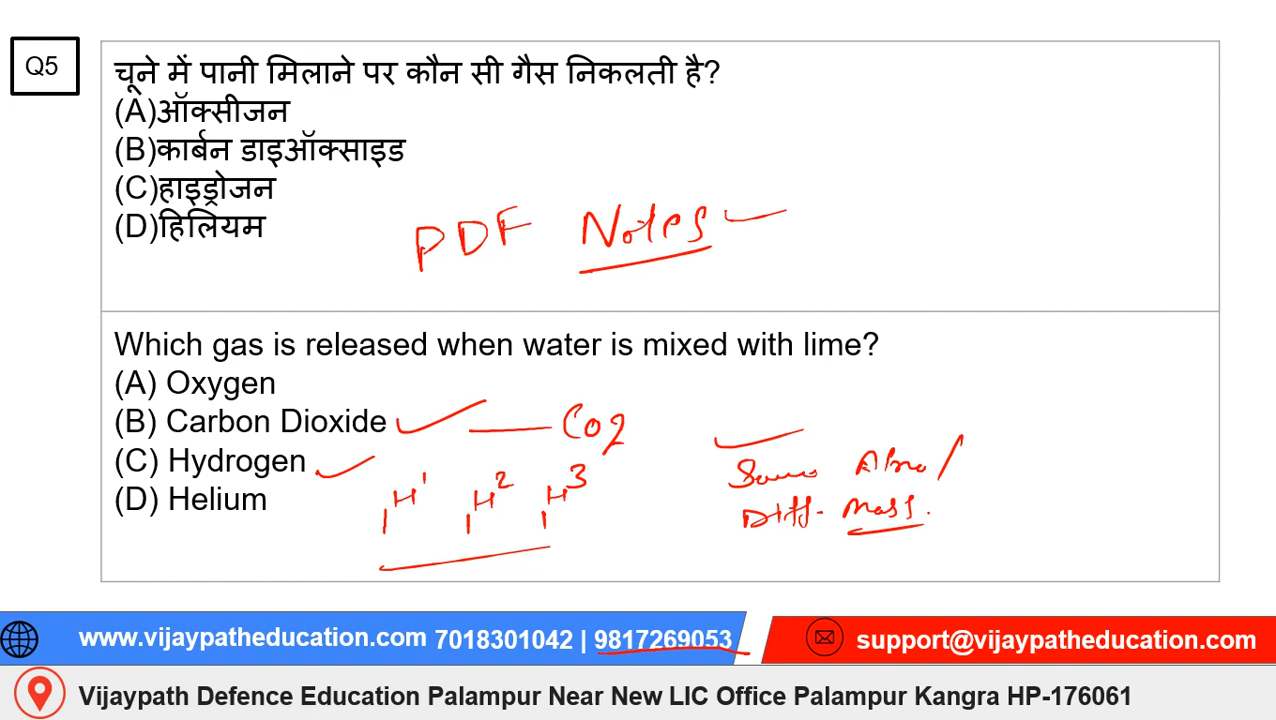 Q5
चूने में पानी मिलाने पर कौन सी गैस निकलती है?
(A)ऑक्सीजन
(B)कार्बन डाइऑक्साइड
(C)हाइड्रोजन
(D)हिलियम
PDF Notes
Which gas is released when water is mixed with lime?
(A) Oxygen
(B) Carbon Dioxide CO2
(C) Hydrogen
(D) Helium
1H1 1H2 1H3
Same
Diff. Mass.
www.vijaypatheducation.com 7018301042 | 9817269053
support@vijaypatheducation.com
Vijaypath Defence Education Palampur Near New LIC Office Palampur Kangra HP-176061